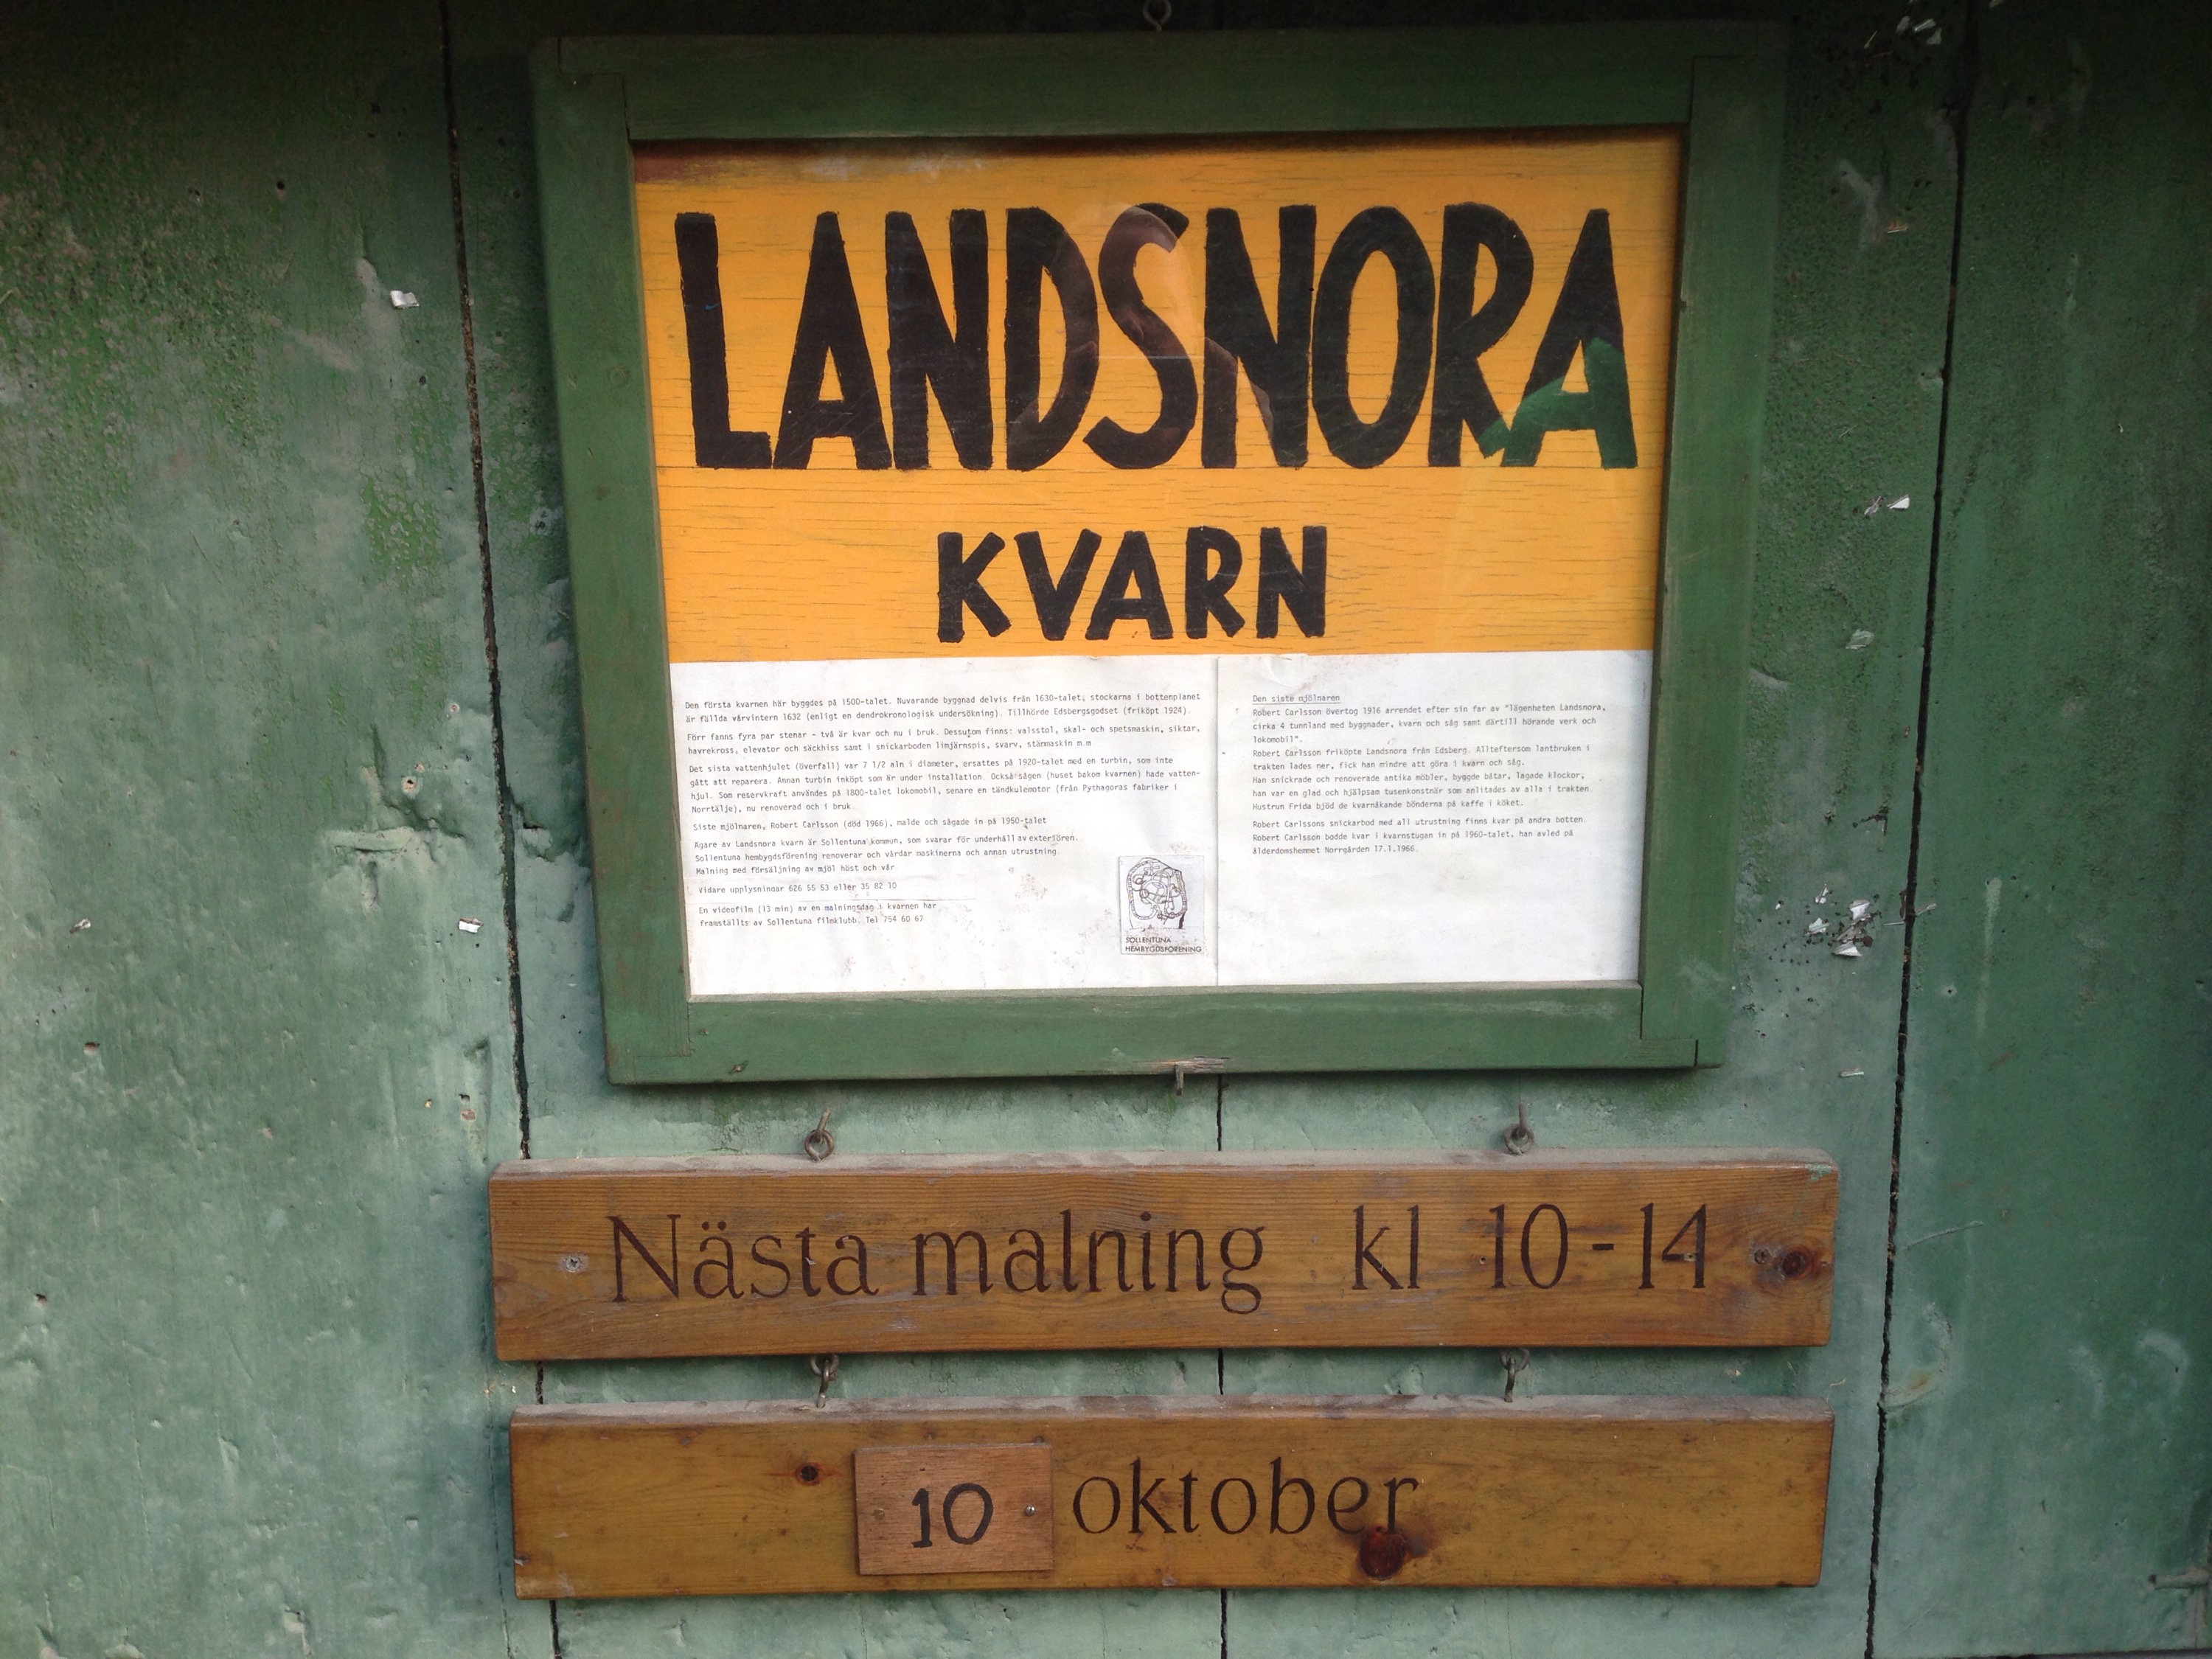 LANDSNORA
KVARN
Den första kvarnen här byggdes på 1500-talet. Nuvarande byggnad delvis från 1630-talet; stockarna i bottenplanet
är fällda vårvintern 1632 (enligt en dendrokronologisk undersökning). Tillhörde Edsbergsgodset (friköpt 1924).
Förr fanns fyra par stenar - två är kvar och nu i bruk. Dessutom finns: valsstol, skal- och spetsmaskin, siktar,
havrekross, elevator och säckhiss samt i snickarboden limjärnspis, svarv, stänmaskin m.m
Det sista vattenhjulet (överfall) var 7 1/2 aln i diameter, ersattes på 1920-talet med en turbin, som inte
gått att reparera. Annan turbin inköpt som är under installation. Också sågen (huset bakom kvarnen) hade vatten-
hjul. Som reservkraft användes på 1800-talet lokomobil, senare en tändkulemotor (från Pythagoras fabriker i
Norrtälje), nu renoverad och i bruk.
Siste mjölnaren, Robert Carlsson (död 1966), malde och sågade in på 1950-talet
Ägare av Landsnora kvarn är Sollentuna kommun, som svarar för underhåll av exteriören.
Sollentuna hembygdsförening renoverar och vårdar maskinerna och annan utrustning.
Malning med försäljning av mjöl höst och vår
Vidare upplysningar 626 55 53 eller 35 82 10
En videofilm (13 min) av en malningsdag i kvarnen har
framställts av Sollentuna filmklubb. Tel 754 60 67
SOLLENTUNA
HEMBYGDSFÖRENING
Den siste mjölnaren
Robert Carlsson övertog 1916 arrendet efter sin far av "lägenheten Landsnora,
cirka 4 tunnland med byggnader, kvarn och såg samt därtill hörande verk och
lokomobil".
Robert Carlsson friköpte Landsnora från Edsberg. Allteftersom lantbruken i
trakten lades ner, fick han mindre att göra i kvarn och såg.
Han snickrade och renoverade antika möbler, byggde båtar, lagade klockor;
han var en glad och hjälpsam tusenkonstnär som anlitades av alla i trakten.
Hustrun Frida bjöd de kvarnåkande bönderna på kaffe i köket.
Robert Carlssons snickarbod med all utrustning finns kvar på andra botten.
Robert Carlsson bodde kvar i kvarnstugan in på 1960-talet, han avled på
ålderdomshemmet Norrgården 17.1.1966.
Nästa malning kl 10-14
10 oktober